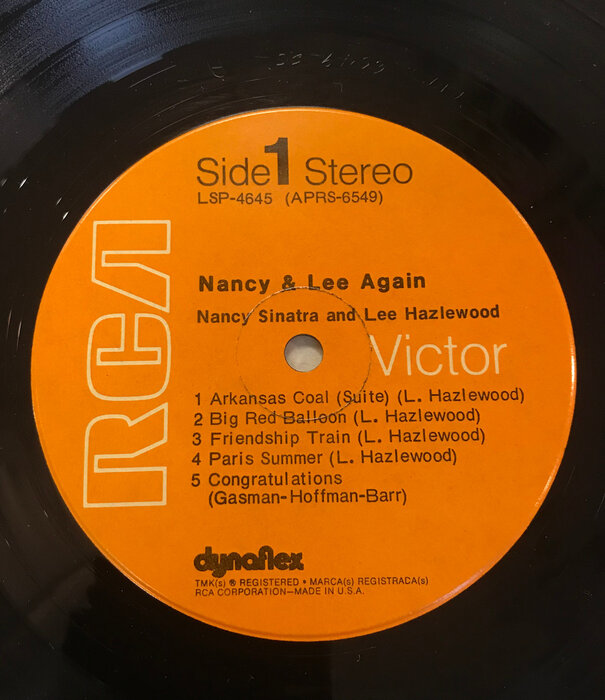 Side 1 Stereo
LSP-4645 (APRS-6549)
RCA
Nancy & Lee Again
Nancy Sinatra and Lee Hazlewood
Victor
1 Arkansas Coal (Suite) (L. Hazlewood)
2 Big Red Balloon (L. Hazlewood)
3 Friendship Train (L. Hazlewood)
4 Paris Summer (L. Hazlewood)
5 Congratulations
(Gasman-Hoffman-Barr)
dynaflex
TMK(s) ® REGISTERED • MARCA(s) REGISTRACA(s)
RCA CORPORATION—MADE IN U.S.A.